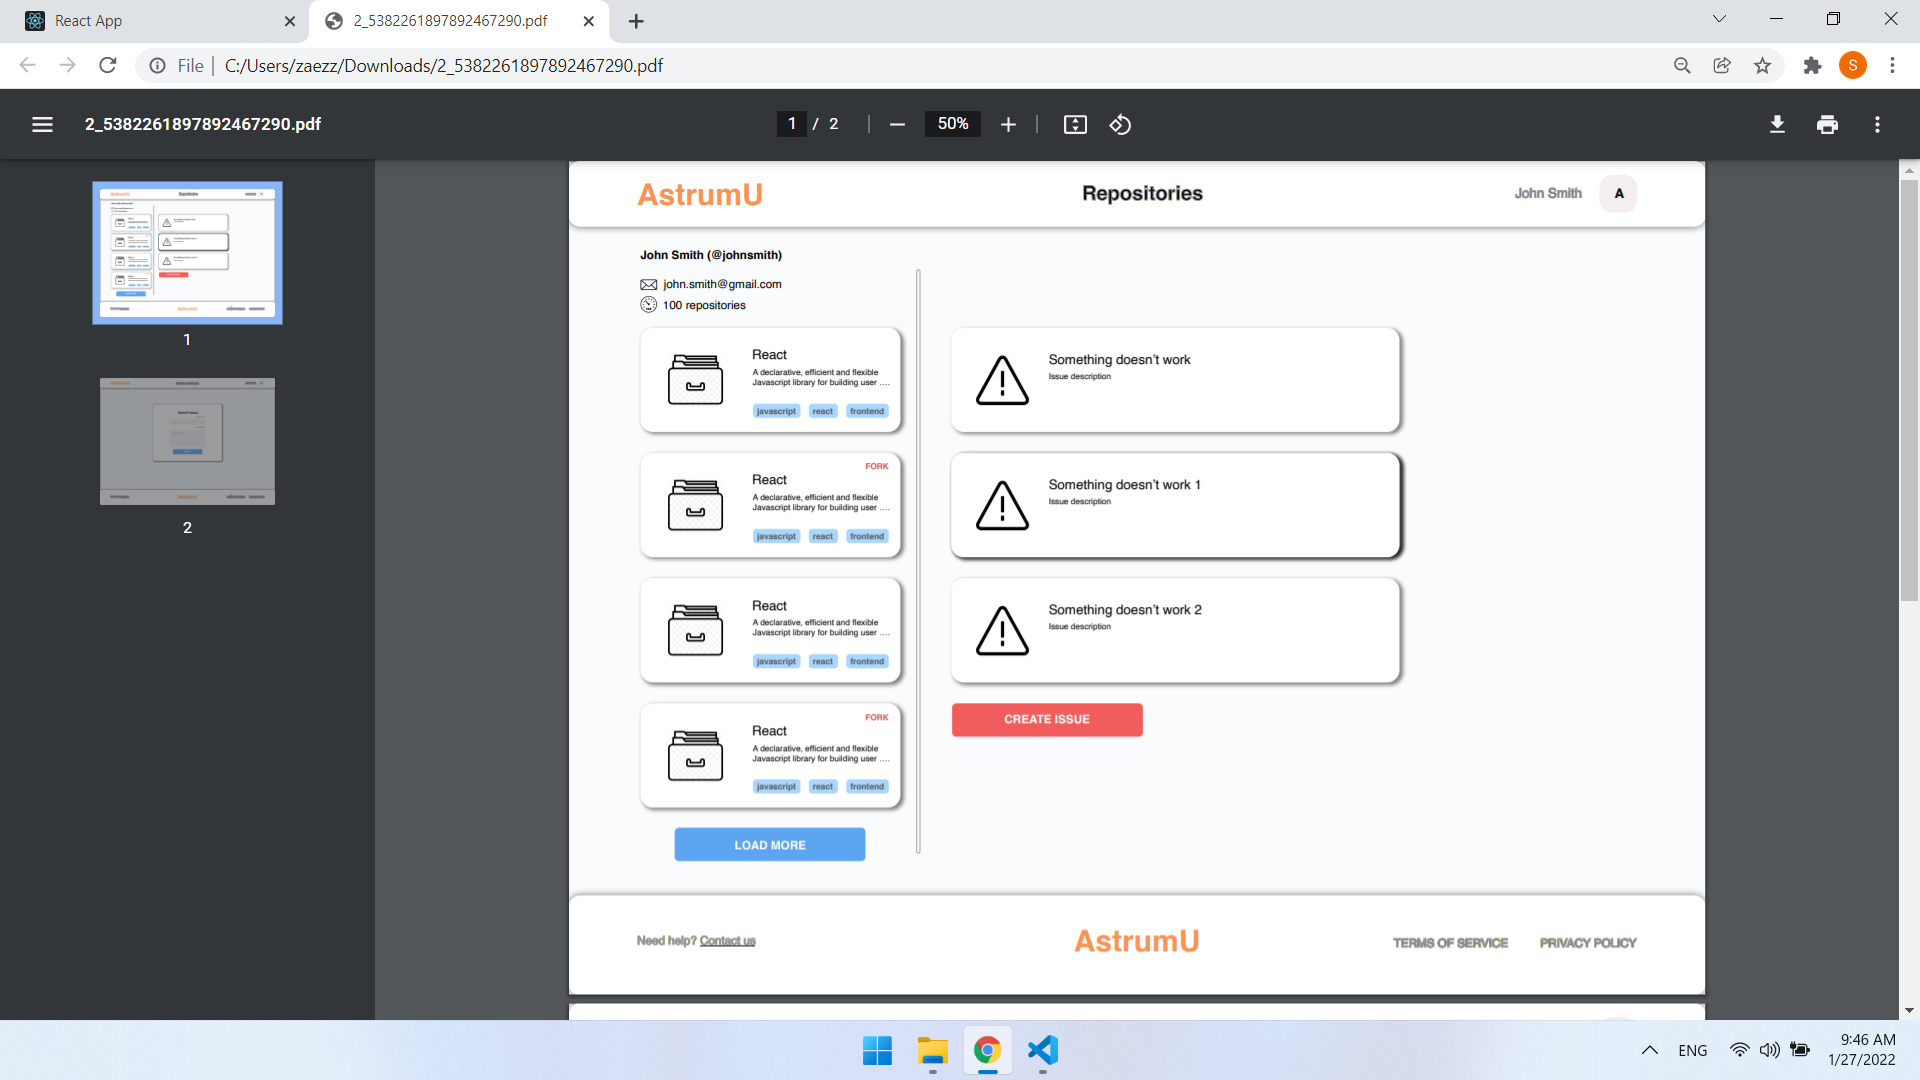 React App
2_5382261897892467290.pdf
File
C:/Users/zaezz/Downloads/2_5382261897892467290.pdf
S
2_5382261897892467290.pdf
1 / 2
50%
1
2
AstrumU
Repositories
John Smith
A
John Smith (@johnsmith)
john.smith@gmail.com
100 repositories
React
A declarative, efficient and flexible
Javascript library for building user ....
javascript react frontend
FORK
React
A declarative, efficient and flexible
Javascript library for building user ....
javascript react frontend
React
A declarative, efficient and flexible
Javascript library for building user ....
javascript react frontend
FORK
React
A declarative, efficient and flexible
Javascript library for building user ....
javascript react frontend
LOAD MORE
Something doesn't work
Issue description
Something doesn't work 1
Issue description
Something doesn't work 2
Issue description
CREATE ISSUE
Need help? Contact us
AstrumU
TERMS OF SERVICE
PRIVACY POLICY
ENG
9:46 AM
1/27/2022